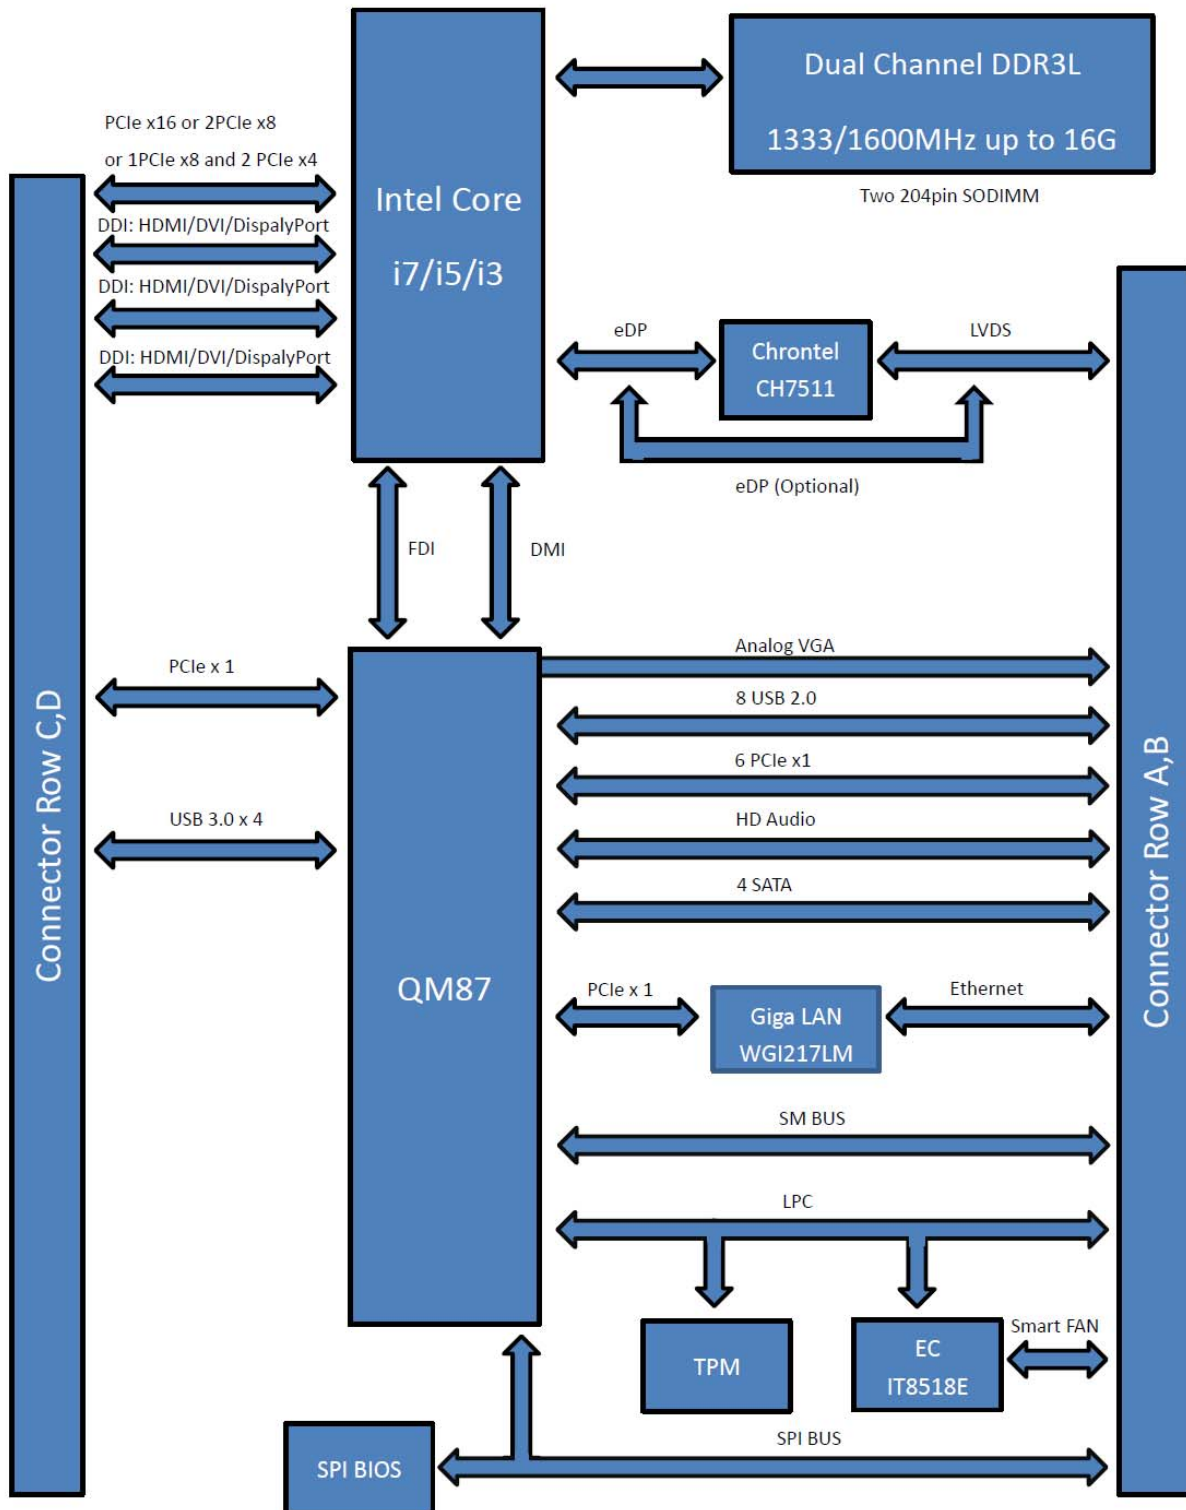 Dual Channel DDR3L
1333/1600MHz up to 16G
Two 204pin SODIMM
PCIe x16 or 2PCIe x8
or 1PCIe x8 and 2 PCIe x4
DDI: HDMI/DVI/DispalyPort
DDI: HDMI/DVI/DispalyPort
DDI: HDMI/DVI/DispalyPort
Intel Core
i7/i5/i3
eDP
Chrontel
CH7511
LVDS
eDP (Optional)
FDI
DMI
Connector Row C,D
PCIe x 1
USB 3.0 x 4
QM87
Analog VGA
8 USB 2.0
6 PCIe x1
HD Audio
4 SATA
PCIe x 1
Giga LAN
WGI217LM
Ethernet
Connector Row A,B
SM BUS
LPC
TPM
EC
IT8518E
Smart FAN
SPI BUS
SPI BIOS